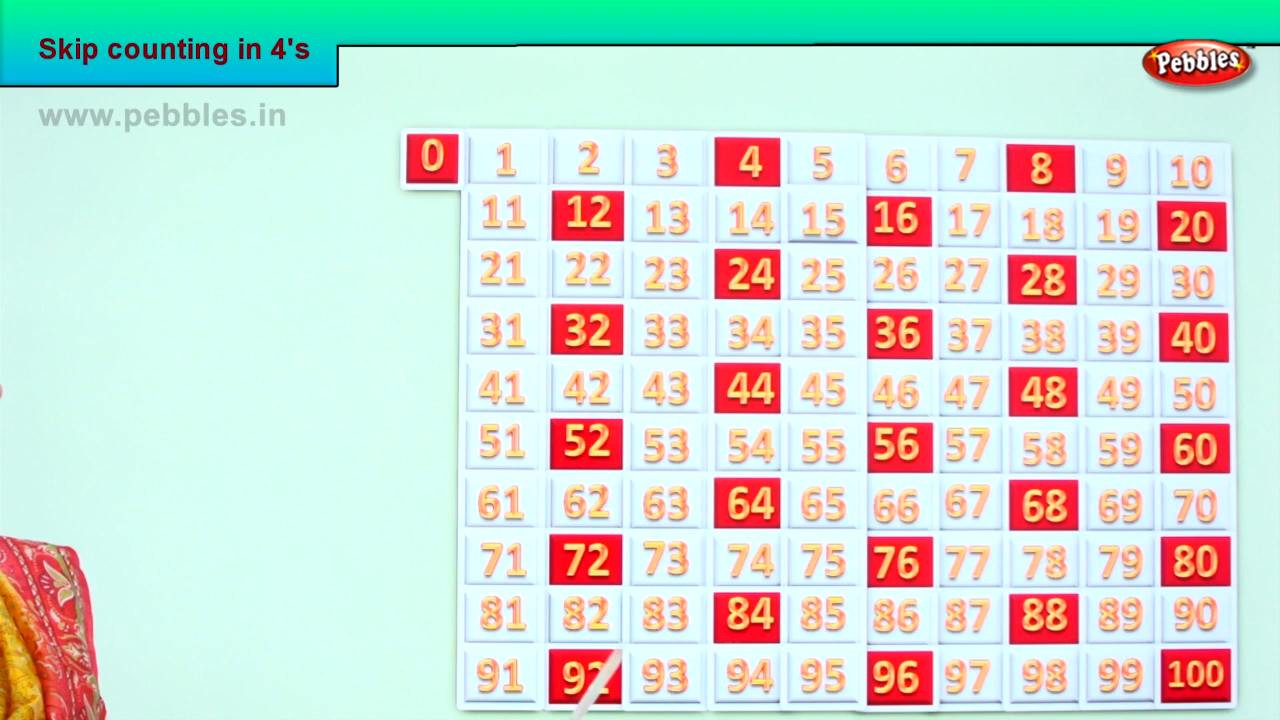 Skip counting in 4's
Pebbles
www.pebbles.in
0 1 2 3 4 5 6 7 8 9 10
11 12 13 14 15 16 17 18 19 20
21 22 23 24 25 26 27 28 29 30
31 32 33 34 35 36 37 38 39 40
41 42 43 44 45 46 47 48 49 50
51 52 53 54 55 56 57 58 59 60
61 62 63 64 65 66 67 68 69 70
71 72 73 74 75 76 77 78 79 80
81 82 83 84 85 86 87 88 89 90
91 92 93 94 95 96 97 98 99 100